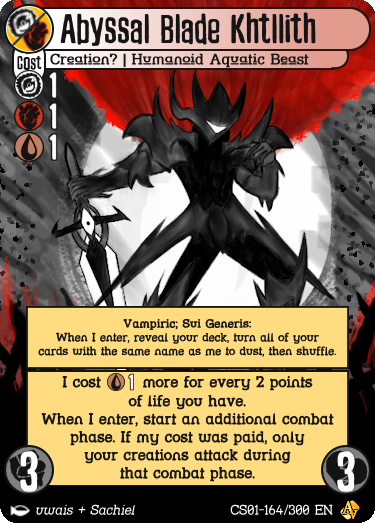 Abyssal Blade Khtllith
Cost
Creation? | Humanoid Aquatic Beast
1
1
1
Vampiric; Sui Generis:
When I enter, reveal your deck, turn all of your
cards with the same name as me to dust, then shuffle.
I cost 1 more for every 2 points
of life you have.
When I enter, start an additional combat
phase. If my cost was paid, only
your creations attack during
that combat phase.
3
3
uwais + Sachiel
CS01-164/300 EN